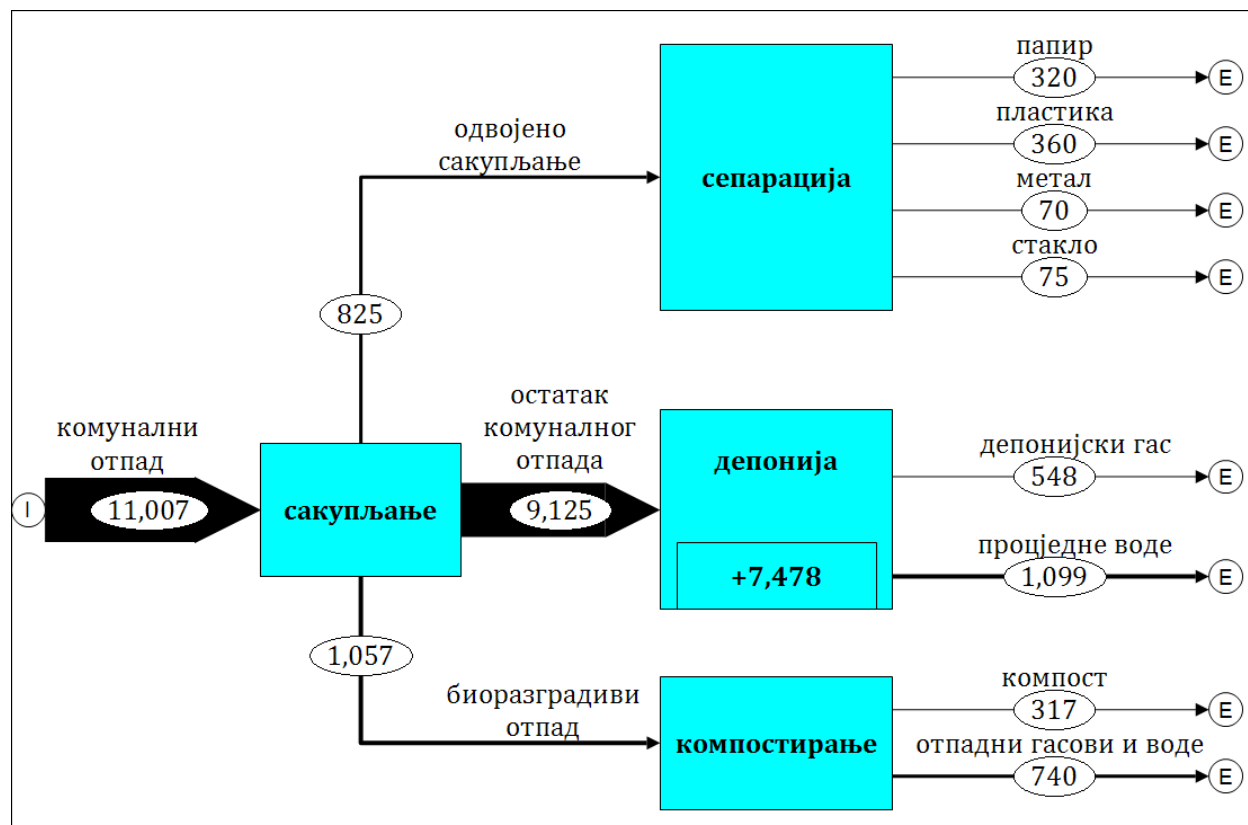 папир
320
E
пластика
360
E
метал
70
E
стакло
75
E
сепарација
одвојено
сакупљање
825
комунални
отпад
I
11,007
сакупљање
остатак
комуналног
отпада
9,125
депонија
+7,478
депонијски гас
548
E
процједне воде
1,099
E
1,057
биоразградиви
отпад
компостирање
компост
317
E
отпадни гасови и воде
740
E